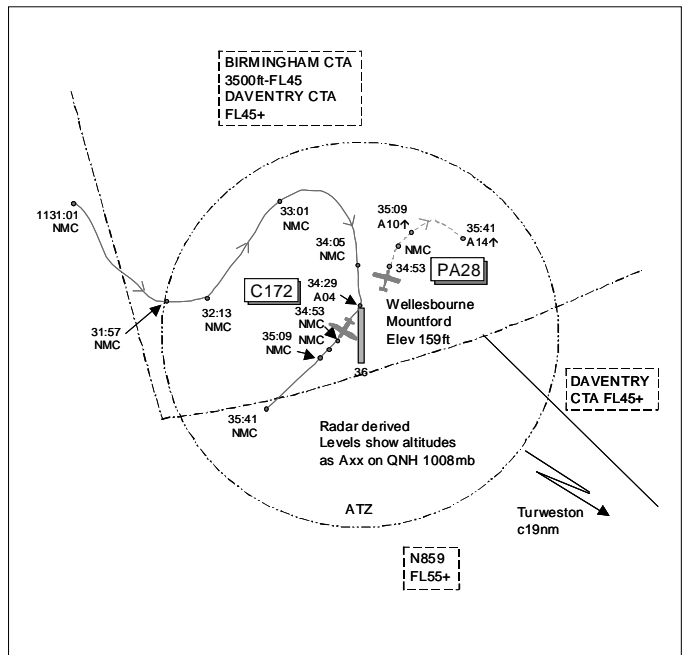 BIRMINGHAM CTA
3500ft-FL45
DAVENTRY CTA
FL45+
1131:01
NMC
33:01
NMC
35:09
A10↑
35:41
A14↑
NMC
34:05
NMC
34:53
PA28
C172
34:29
A04
31:57
NMC
32:13
NMC
34:53
NMC
NMC
35:09
NMC
Wellesbourne
Mountford
Elev 159ft
36
35:41
NMC
DAVENTRY
CTA FL45+
Radar derived
Levels show altitudes
as Axx on QNH 1008mb
ATZ
Turweston
c19nm
N859
FL55+